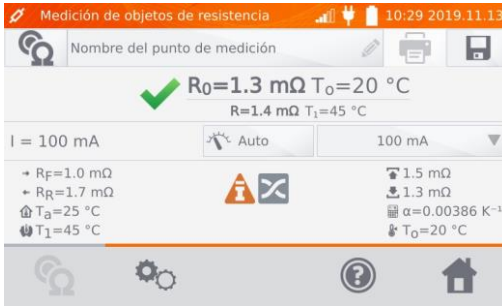 Medición de objetos de resistencia 10:29 2019.11.13
Nombre del punto de medición
R₀=1.3 mΩ T₀=20 °C
R=1.4 mΩ T₁=45 °C
I = 100 mA Auto 100 mA
R_F=1.0 mΩ 1.5 mΩ
R_R=1.7 mΩ 1.3 mΩ
Tₐ=25 °C α=0.00386 K⁻¹
T₁=45 °C T₀=20 °C